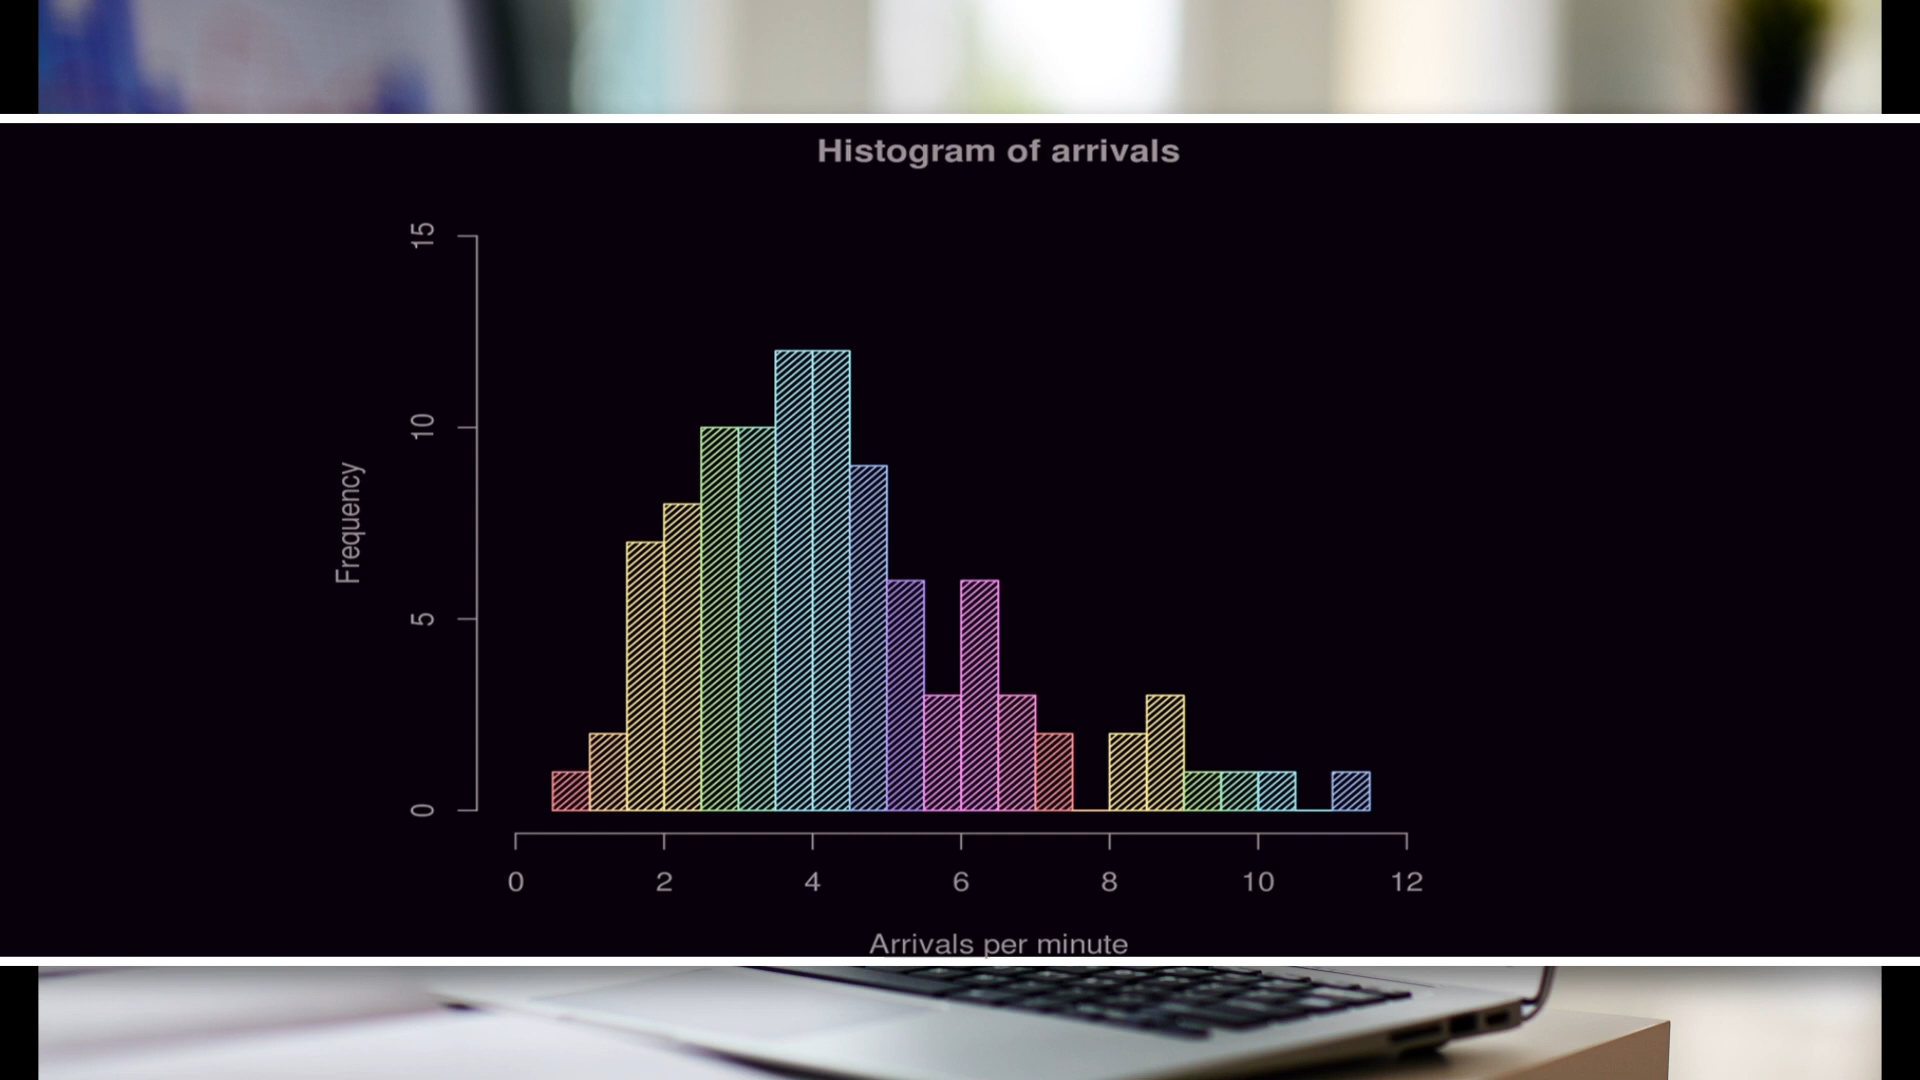 Histogram of arrivals
15
10
5
0
Frequency
0 2 4 6 8 10 12
Arrivals per minute